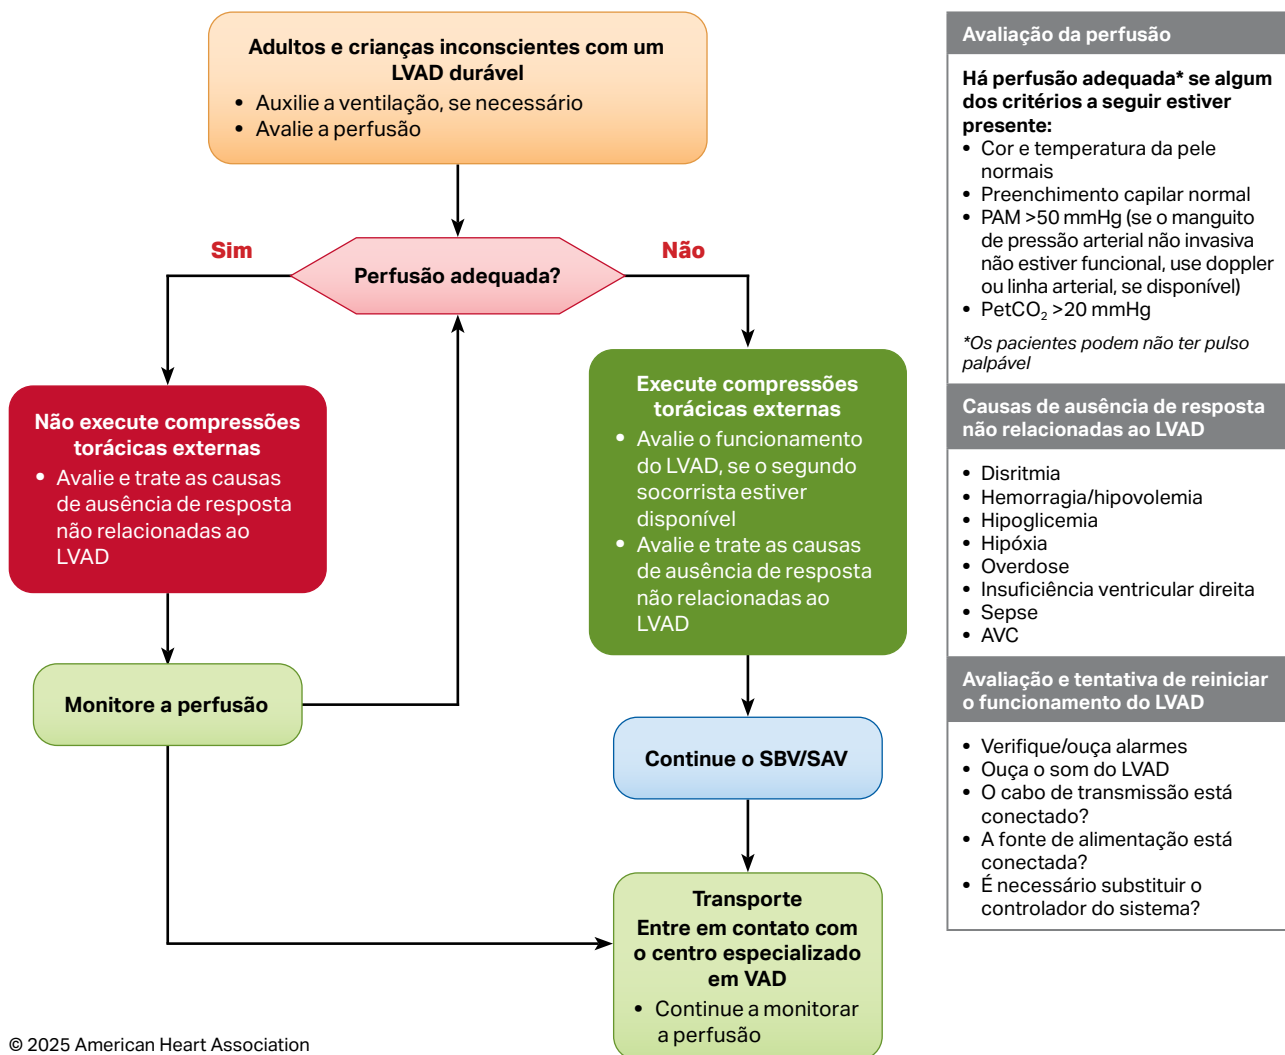 Adultos e crianças inconscientes com um
LVAD durável
• Auxilie a ventilação, se necessário
• Avalie a perfusão
Sim
Não
Perfusão adequada?
Não execute compressões
torácicas externas
• Avalie e trate as causas
de ausência de resposta
não relacionadas ao
LVAD
Monitore a perfusão
Execute compressões
torácicas externas
• Avalie o funcionamento
do LVAD, se o segundo
socorrista estiver
disponível
• Avalie e trate as causas
de ausência de resposta
não relacionadas ao
LVAD
Continue o SBV/SAV
Transporte
Entre em contato com
o centro especializado
em VAD
• Continue a monitorar
a perfusão
Avaliação da perfusão
Há perfusão adequada* se algum
dos critérios a seguir estiver
presente:
• Cor e temperatura da pele
normais
• Preenchimento capilar normal
• PAM >50 mmHg (se o manguito
de pressão arterial não invasiva
não estiver funcional, use doppler
ou linha arterial, se disponível)
• PetCO₂ >20 mmHg
*Os pacientes podem não ter pulso
palpável
Causas de ausência de resposta
não relacionadas ao LVAD
• Disritmia
• Hemorragia/hipovolemia
• Hipoglicemia
• Hipóxia
• Overdose
• Insuficiência ventricular direita
• Sepse
• AVC
Avaliação e tentativa de reiniciar
o funcionamento do LVAD
• Verifique/ouça alarmes
• Ouça o som do LVAD
• O cabo de transmissão está
conectado?
• A fonte de alimentação está
conectada?
• É necessário substituir o
controlador do sistema?
© 2025 American Heart Association